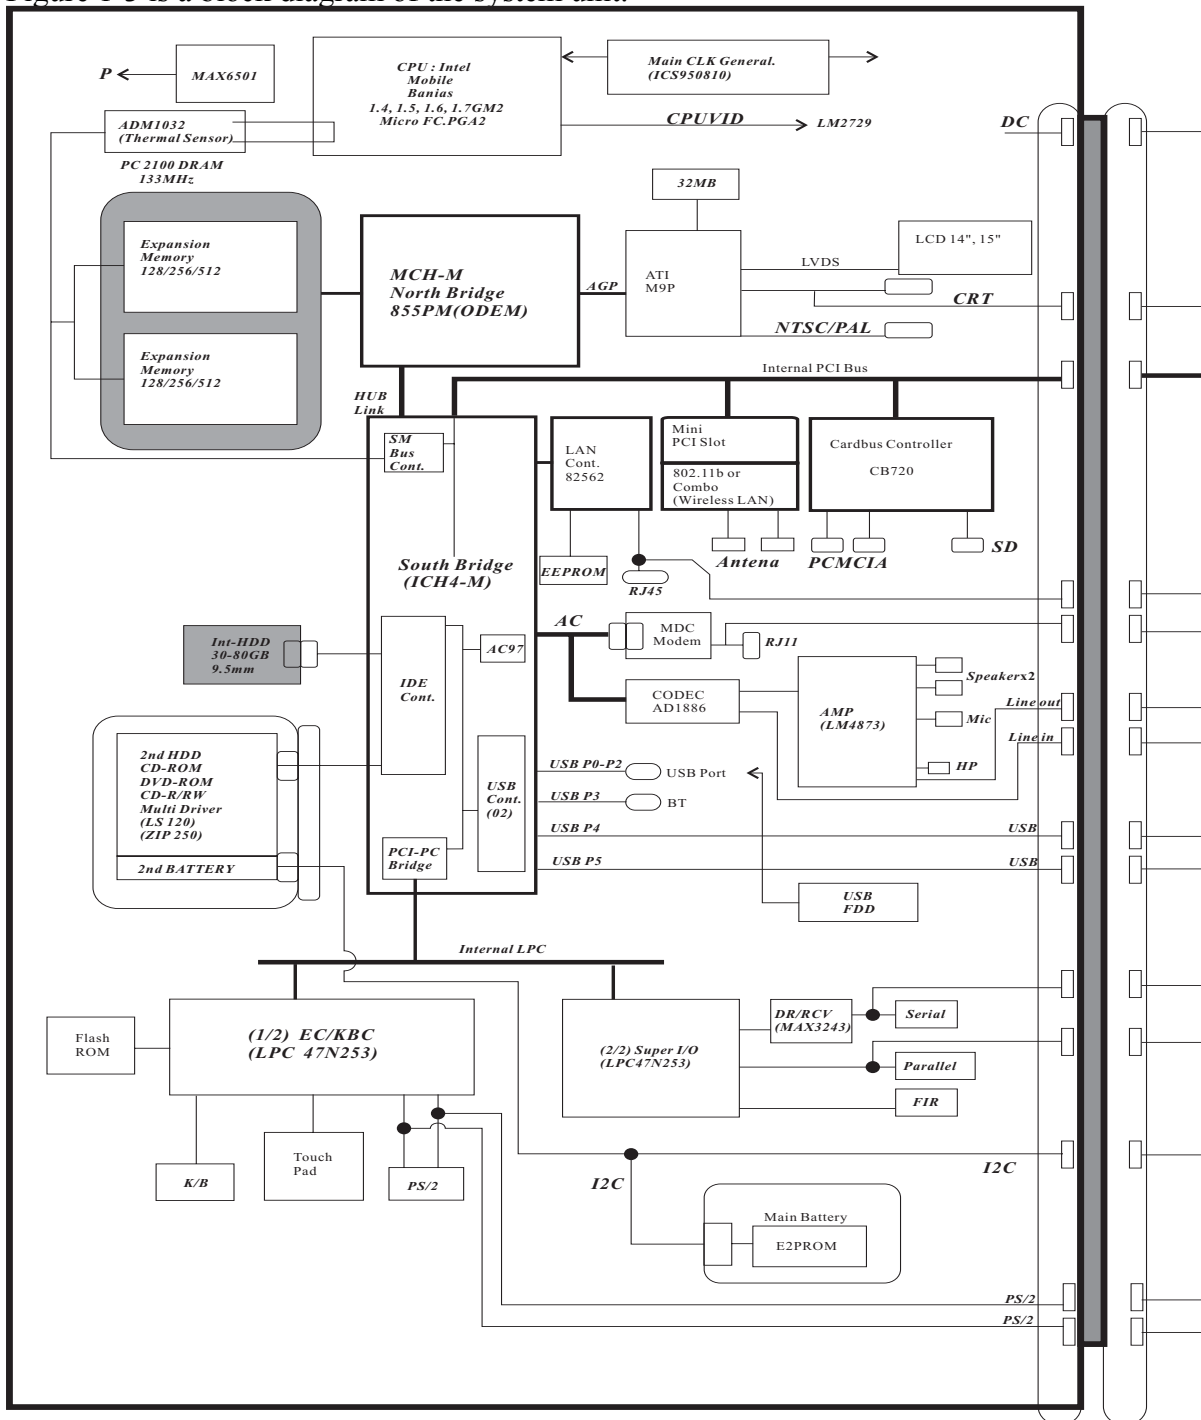 Figure 1-3 is a block diagram of the system unit.
P
MAX6501
CPU : Intel
Mobile
Banias
1.4, 1.5, 1.6, 1.7GM2
Micro FC.PGA2
Main CLK General.
(ICS950810)
ADM1032
(Thermal Sensor)
CPUVID
LM2729
DC
PC 2100 DRAM
133MHz
32MB
Expansion
Memory
128/256/512
MCH-M
North Bridge
855PM(ODEM)
AGP
ATI
M9P
LVDS
LCD 14", 15"
CRT
NTSC/PAL
Expansion
Memory
128/256/512
Internal PCI Bus
HUB
Link
SM
Bus
Cont.
LAN
Cont.
82562
Mini
PCI Slot
802.11b or
Combo
(Wireless LAN)
Cardbus Controller
CB720
South Bridge
(ICH4-M)
EEPROM
RJ45
Antena
PCMCIA
SD
AC
MDC
Modem
RJ11
Int-HDD
30-80GB
9.5mm
AC97
IDE
Cont.
CODEC
AD1886
AMP
(LM4873)
Speakerx2
Line out
Mic
Line in
HP
2nd HDD
CD-ROM
DVD-ROM
CD-R/RW
Multi Driver
(LS 120)
(ZIP 250)
2nd BATTERY
USB
Cont.
(02)
PCI-PC
Bridge
USB P0-P2
USB Port
USB P3
BT
USB P4
USB
USB P5
USB
USB
FDD
Internal LPC
Flash
ROM
(1/2) EC/KBC
(LPC 47N253)
(2/2) Super I/O
(LPC47N253)
DR/RCV
(MAX3243)
Serial
Parallel
FIR
K/B
Touch
Pad
PS/2
I2C
I2C
Main Battery
E2PROM
PS/2
PS/2